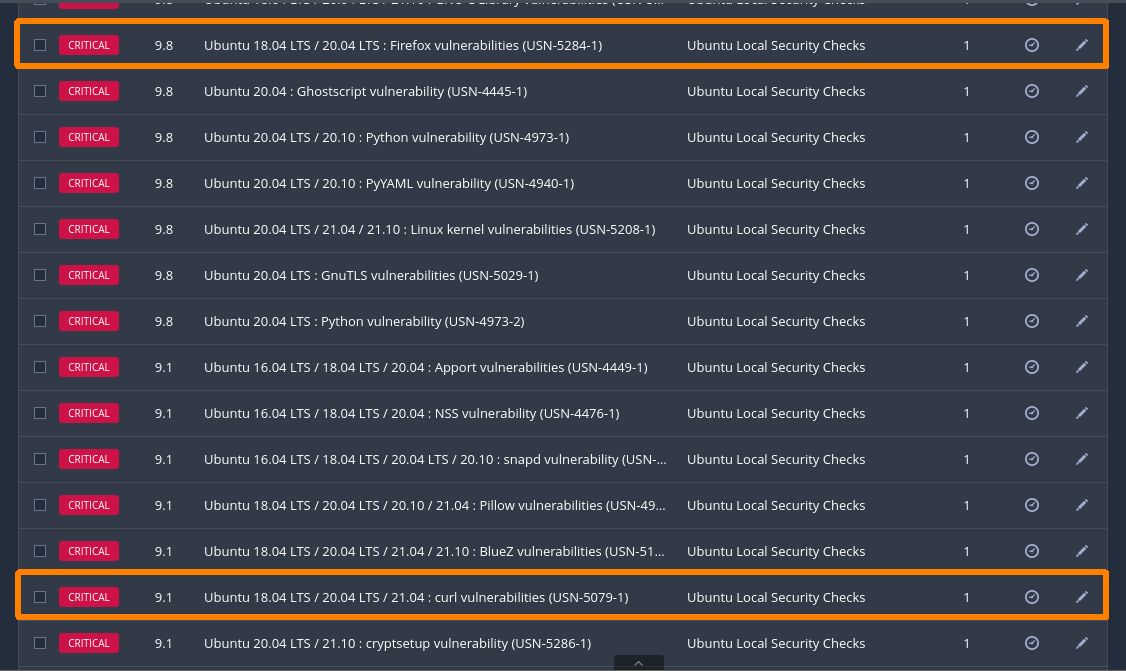 CRITICAL 9.8 Ubuntu 18.04 LTS / 20.04 LTS : Firefox vulnerabilities (USN-5284-1) Ubuntu Local Security Checks 1
CRITICAL 9.8 Ubuntu 20.04 : Ghostscript vulnerability (USN-4445-1) Ubuntu Local Security Checks 1
CRITICAL 9.8 Ubuntu 20.04 LTS / 20.10 : Python vulnerability (USN-4973-1) Ubuntu Local Security Checks 1
CRITICAL 9.8 Ubuntu 20.04 LTS / 20.10 : PyYAML vulnerability (USN-4940-1) Ubuntu Local Security Checks 1
CRITICAL 9.8 Ubuntu 20.04 LTS / 21.04 / 21.10 : Linux kernel vulnerabilities (USN-5208-1) Ubuntu Local Security Checks 1
CRITICAL 9.8 Ubuntu 20.04 LTS : GnuTLS vulnerabilities (USN-5029-1) Ubuntu Local Security Checks 1
CRITICAL 9.8 Ubuntu 20.04 LTS : Python vulnerability (USN-4973-2) Ubuntu Local Security Checks 1
CRITICAL 9.1 Ubuntu 16.04 LTS / 18.04 LTS / 20.04 : Apport vulnerabilities (USN-4449-1) Ubuntu Local Security Checks 1
CRITICAL 9.1 Ubuntu 16.04 LTS / 18.04 LTS / 20.04 : NSS vulnerability (USN-4476-1) Ubuntu Local Security Checks 1
CRITICAL 9.1 Ubuntu 16.04 LTS / 18.04 LTS / 20.04 LTS / 20.10 : snapd vulnerability (USN-... Ubuntu Local Security Checks 1
CRITICAL 9.1 Ubuntu 18.04 LTS / 20.04 LTS / 20.10 / 21.04 : Pillow vulnerabilities (USN-49... Ubuntu Local Security Checks 1
CRITICAL 9.1 Ubuntu 18.04 LTS / 20.04 LTS / 21.04 / 21.10 : BlueZ vulnerabilities (USN-51... Ubuntu Local Security Checks 1
CRITICAL 9.1 Ubuntu 18.04 LTS / 20.04 LTS / 21.04 : curl vulnerabilities (USN-5079-1) Ubuntu Local Security Checks 1
CRITICAL 9.1 Ubuntu 20.04 LTS / 21.10 : cryptsetup vulnerability (USN-5286-1) Ubuntu Local Security Checks 1